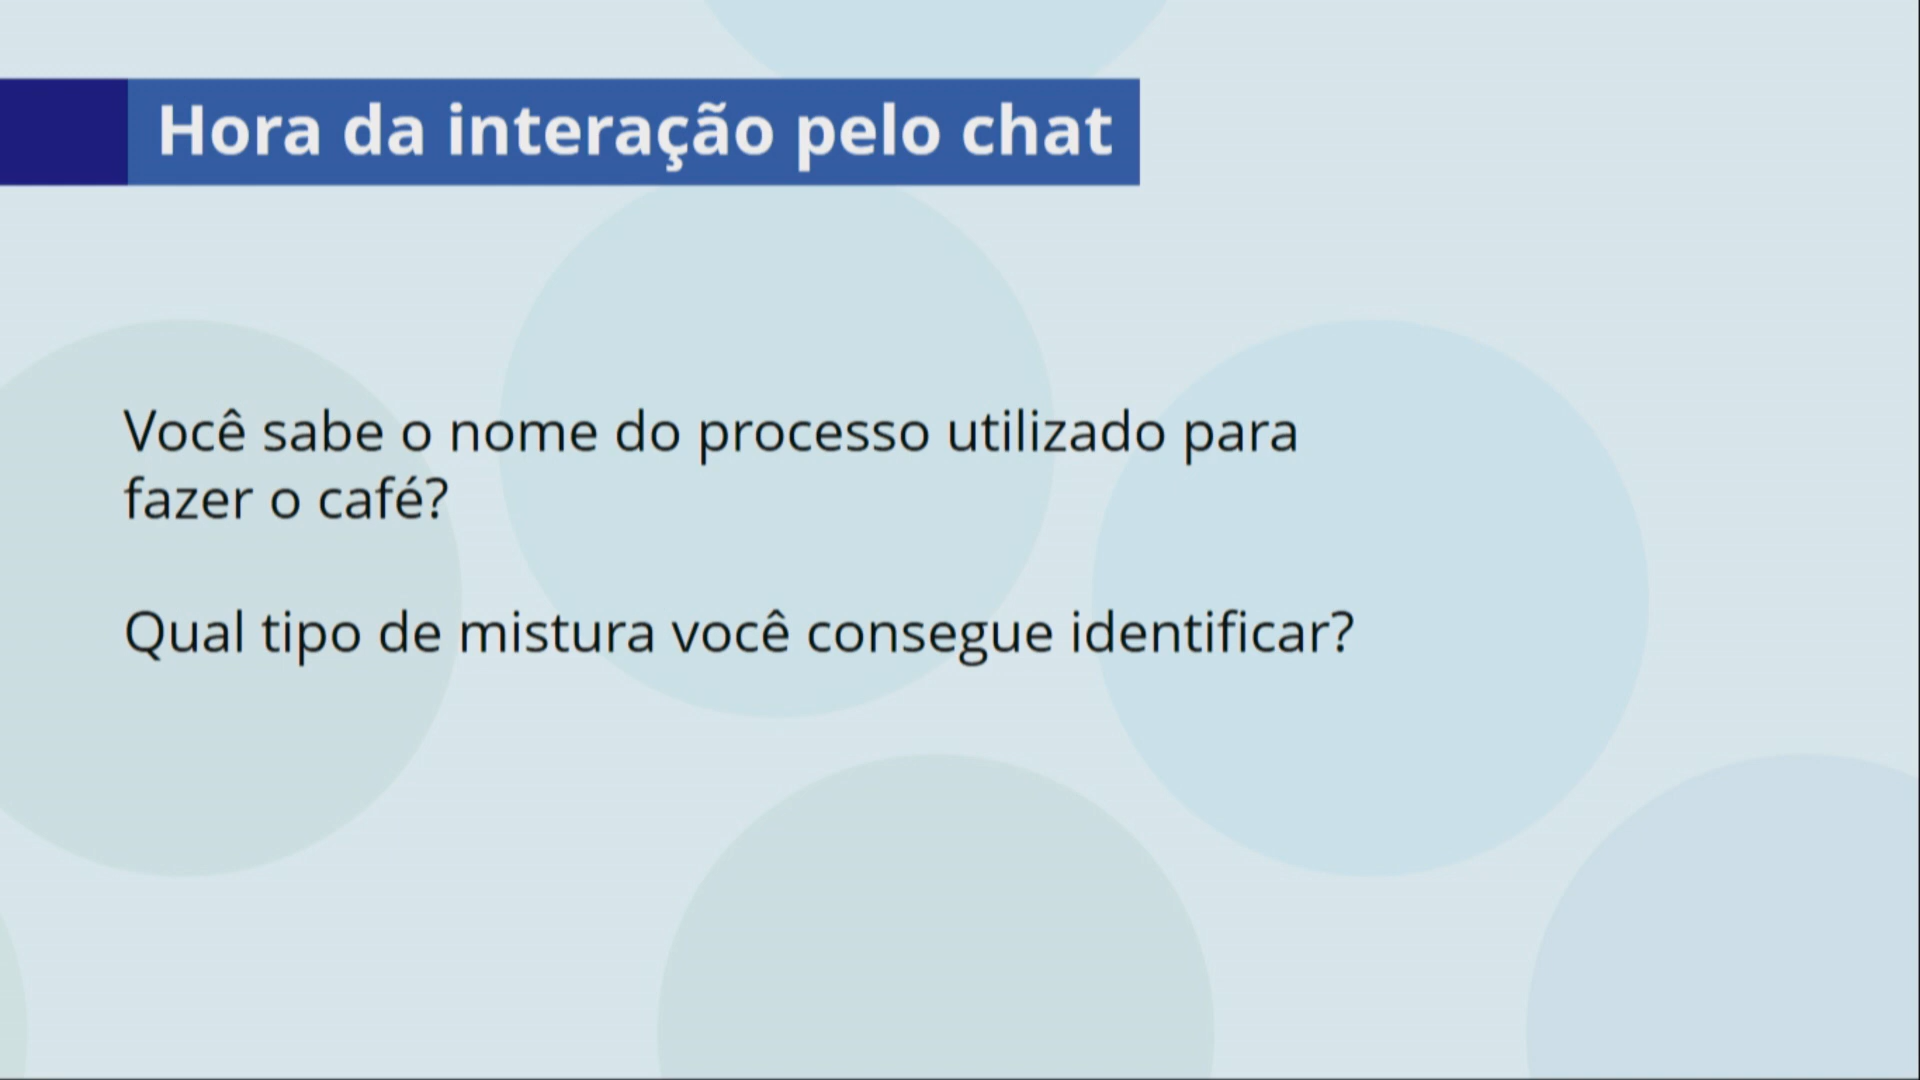 Hora da interação pelo chat
Você sabe o nome do processo utilizado para
fazer o café?
Qual tipo de mistura você consegue identificar?